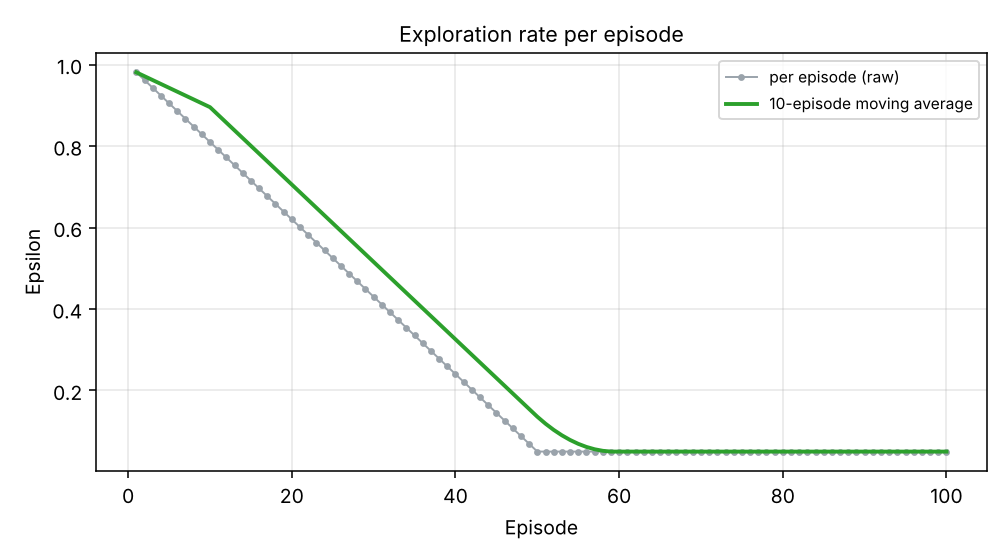 Exploration rate per episode
per episode (raw)
10-episode moving average
Epsilon
1.0
0.8
0.6
0.4
0.2
0
20
40
60
80
100
Episode